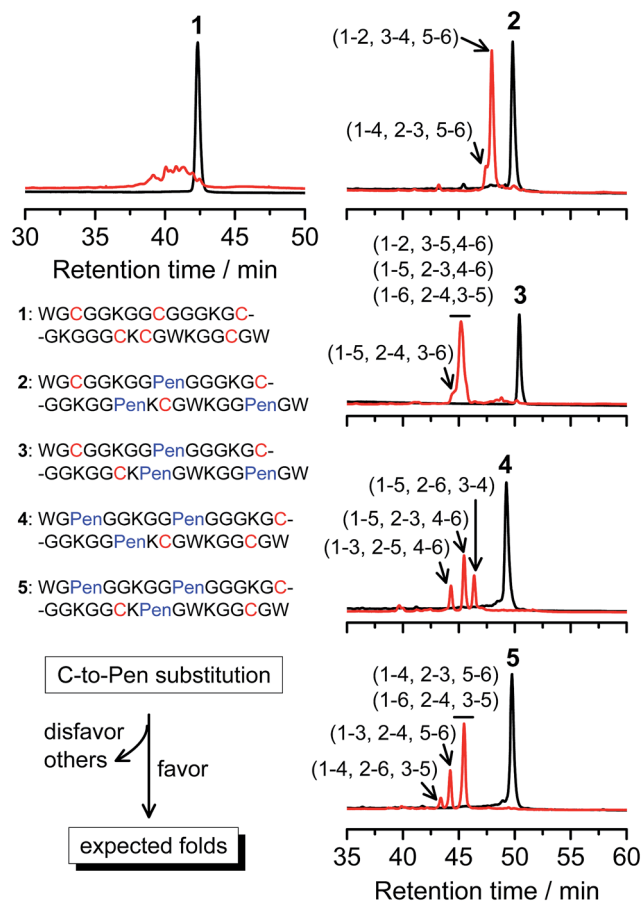 1
30 35 40 45 50
Retention time / min
1: WGCGGKGGCGGGKGC-
-GKGGGCKCGWKGGCGW
2: WGCGGKGGPenGGGKGC-
-GGKGGPenKCGWKGGPenGW
3: WGCGGKGGPenGGGKGC-
-GGKGGCKPenGWKGGPenGW
4: WGPenGGKGGPenGGGKGC-
-GGKGGPenKCGWKGGCGW
5: WGPenGGKGGPenGGGKGC-
-GGKGGCKPenGWKGGCGW
C-to-Pen substitution
disfavor
others
favor
expected folds
2
(1-2, 3-4, 5-6)
(1-4, 2-3, 5-6)
(1-2, 3-5,4-6)
(1-5, 2-3,4-6)
(1-6, 2-4,3-5)
3
(1-5, 2-4, 3-6)
4
(1-5, 2-6, 3-4)
(1-5, 2-3, 4-6)
(1-3, 2-5, 4-6)
5
(1-4, 2-3, 5-6)
(1-6, 2-4, 3-5)
(1-3, 2-4, 5-6)
(1-4, 2-6, 3-5)
35 40 45 50 55 60
Retention time / min